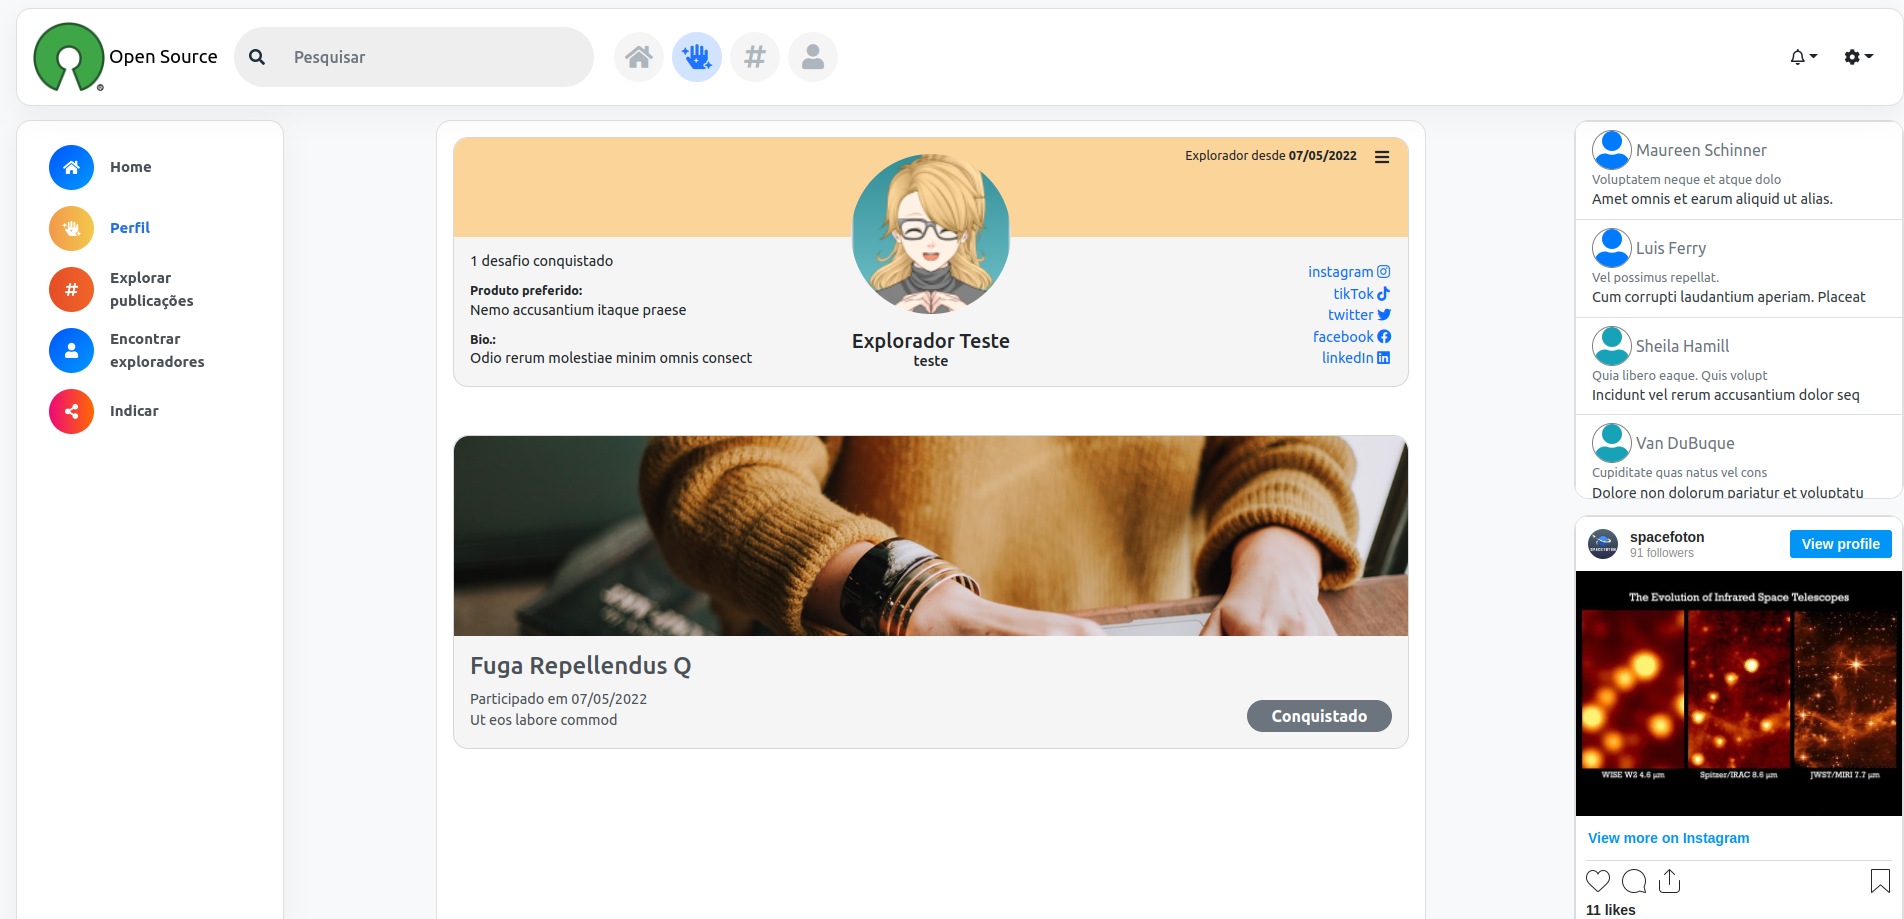 Open Source
Pesquisar
Home
Perfil
Explorar
publicações
Encontrar
exploradores
Indicar
Explorador desde 07/05/2022
1 desafio conquistado
Produto preferido:
Nemo accusantium itaque praese
Bio.:
Odio rerum molestiae minim omnis consect
Explorador Teste
teste
instagram
tikTok
twitter
facebook
linkedIn
Fuga Repellendus Q
Participado em 07/05/2022
Ut eos labore commod
Conquistado
Maureen Schinner
Voluptatem neque et atque dolo
Amet omnis et earum aliquid ut alias.
Luis Ferry
Vel possimus repellat.
Cum corrupti laudantium aperiam. Placeat
Sheila Hamill
Quia libero eaque. Quis volupt
Incidunt vel rerum accusantium dolor seq
Van DuBuque
Cupiditate quas natus vel cons
Dolore non dolorum pariatur et voluptatu
spacefoton
91 followers
View profile
The Evolution of Infrared Space Telescopes
WISE W2 4.6 μm
Spitzer/IRAC 8.6 μm
JWST/MIRI 7.7 μm
View more on Instagram
11 likes